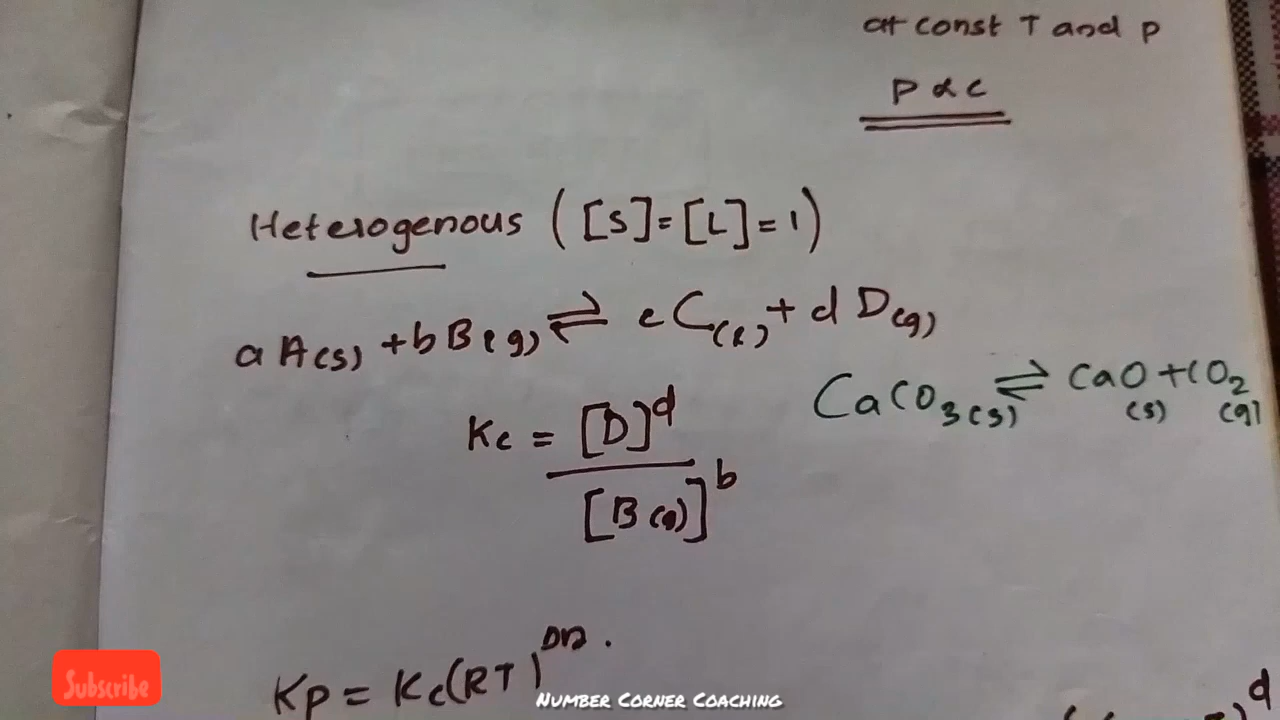 at const T and p
P ∝ C
Heterogenous ([S]=[L]=1)
aA(s) + bB(g) ⇌ cC(l) + dD(g)
CaCO3(s) ⇌ CaO(s) + CO2(g)
Kc = [D]^d / [B(g)]^b
Kp = Kc(RT)^Δn.
d
Subscribe
NUMBER CORNER COACHING